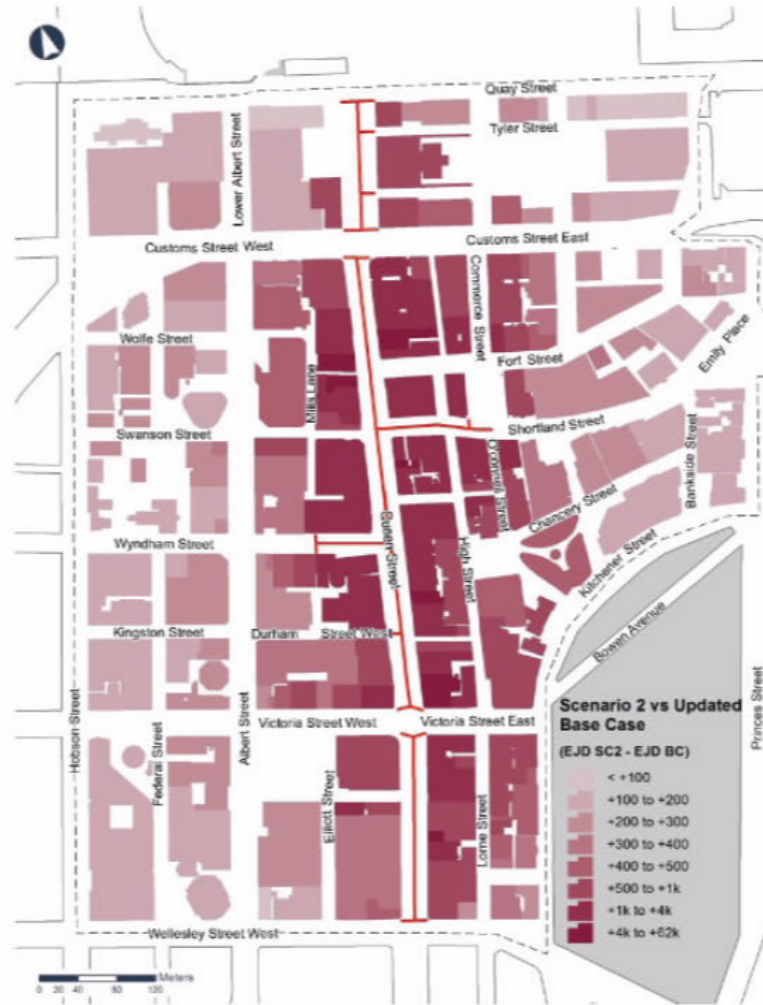 Quay Street
Tyler Street
Lower Albert Street
Customs Street West
Customs Street East
Commerce Street
Wolfe Street
Fort Street
Emily Place
Mills Lane
Swanson Street
Shortland Street
O'Connell Street
Bankside Street
Chancery Street
Wyndham Street
Queen Street
High Street
Kitchener Street
Kingston Street
Durham Street West
Bowen Avenue
Hobson Street
Federal Street
Albert Street
Victoria Street West
Victoria Street East
Princes Street
Elliott Street
Lorne Street
Wellesley Street West
Scenario 2 vs Updated
Base Case
(EJD SC2 - EJD BC)
< +100
+100 to +200
+200 to +300
+300 to +400
+400 to +500
+500 to +1k
+1k to +4k
+4k to +62k
Meters
0 20 40 80 120